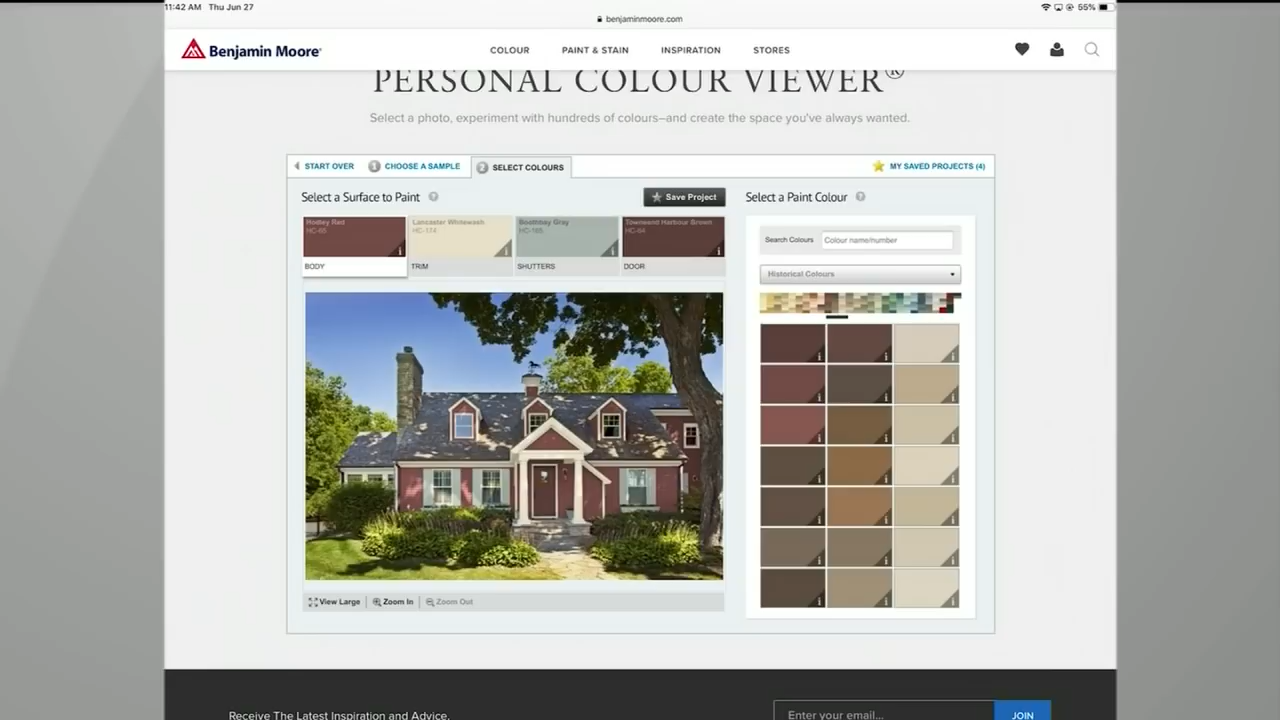 11:42 AM Thu Jun 27
55%
benjaminmoore.com
Benjamin Moore
COLOUR PAINT & STAIN INSPIRATION STORES
PERSONAL COLOUR VIEWER®
Select a photo, experiment with hundreds of colours–and create the space you've always wanted.
START OVER 1 CHOOSE A SAMPLE 2 SELECT COLOURS MY SAVED PROJECTS (4)
Select a Surface to Paint ? Save Project Select a Paint Colour ?
Hodley Red Lancaster Whitewash Boothbay Gray Townsend Harbour Brown
HC-65 HC-174 HC-165 HC-64
BODY TRIM SHUTTERS DOOR
Search Colours Colour name/number
Historical Colours
View Large Zoom In Zoom Out
Receive The Latest Inspiration and Advice.
Enter your email... JOIN